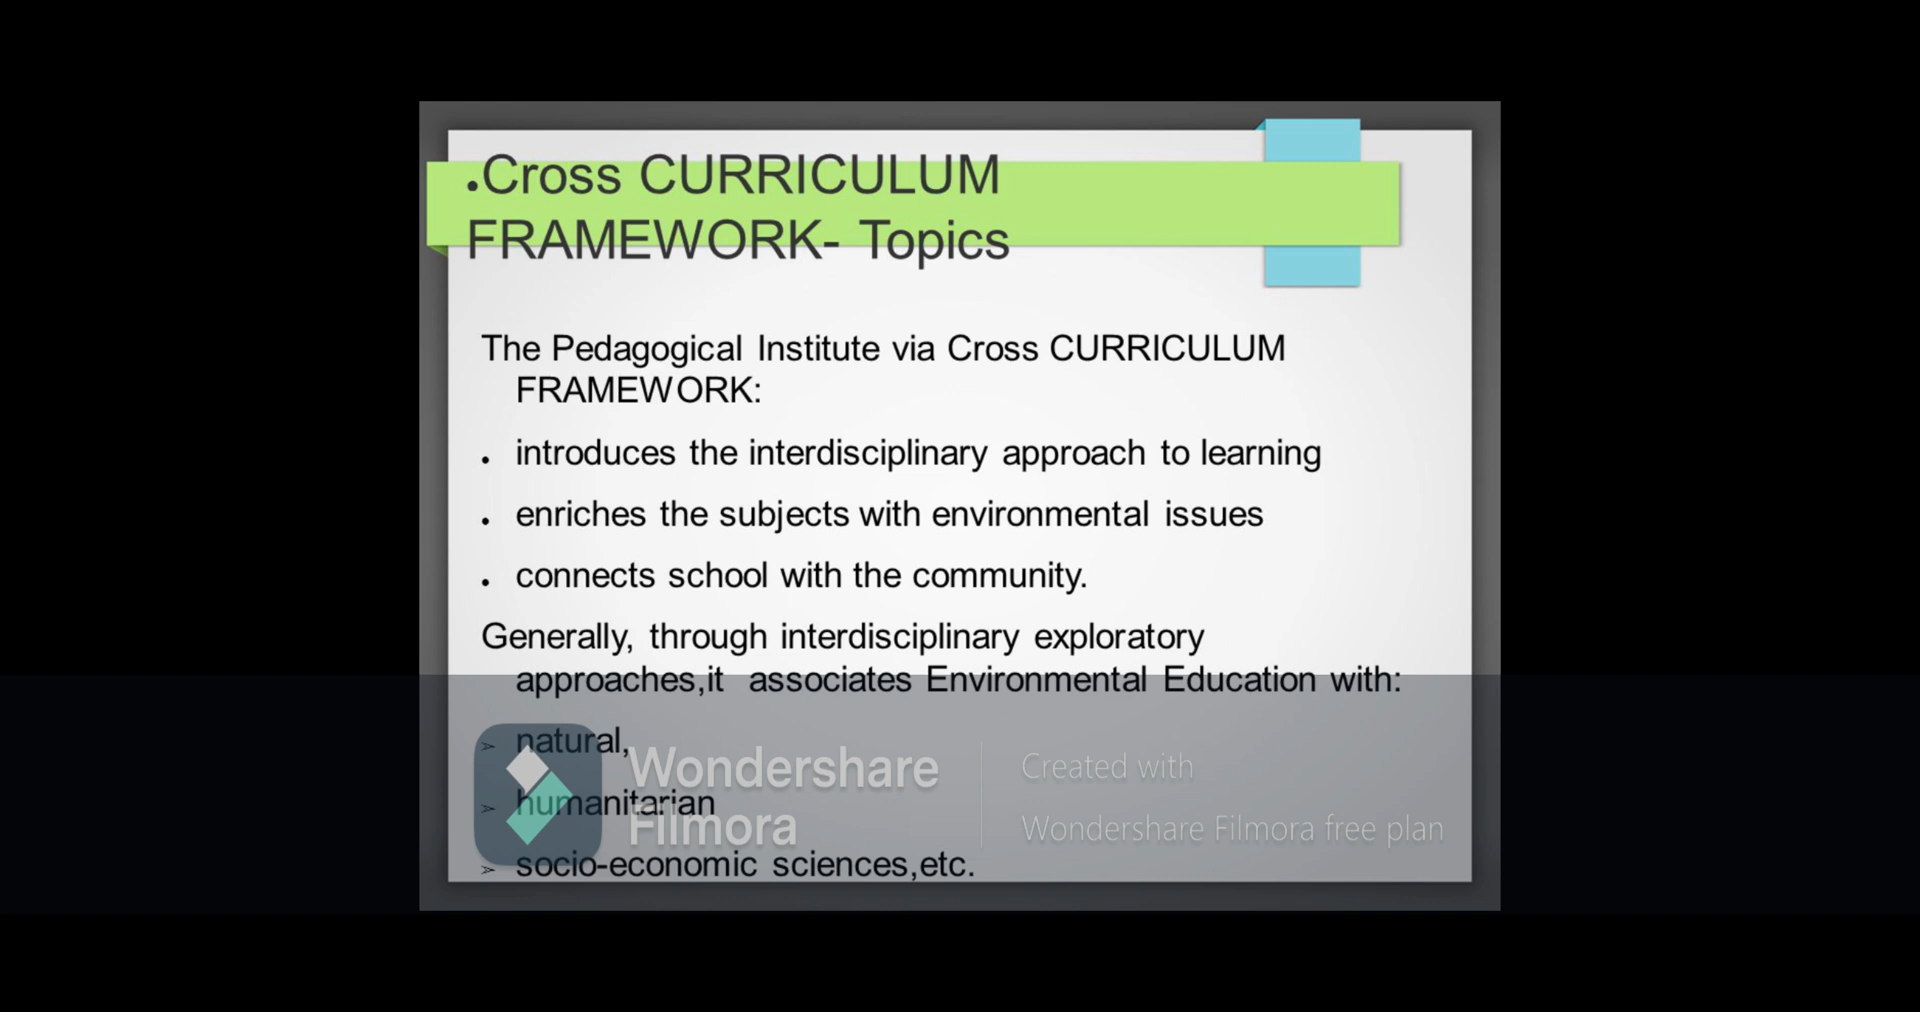 .Cross CURRICULUM
FRAMEWORK- Topics
The Pedagogical Institute via Cross CURRICULUM
FRAMEWORK:
• introduces the interdisciplinary approach to learning
• enriches the subjects with environmental issues
• connects school with the community.
Generally, through interdisciplinary exploratory
approaches,it associates Environmental Education with:
➢ natural,
➢ humanitarian
➢ socio-economic sciences,etc.
Wondershare
Filmora
Created with
Wondershare Filmora free plan